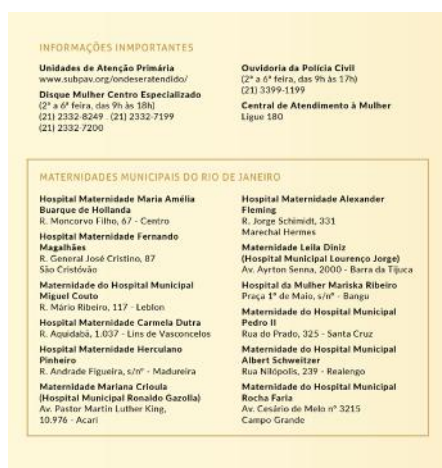 INFORMAÇÕES INMPORTANTES
Unidades de Atenção Primária
www.subpav.org/ondeseratendido/
Disque Mulher Centro Especializado
(2ª a 6ª feira, das 9h às 18h)
(21) 2332-8249 . (21) 2332-7199
(21) 2332-7200
Ouvidoria da Polícia Civil
(2ª a 6ª feira, das 9h às 17h)
(21) 3399-1199
Central de Atendimento à Mulher
Ligue 180
MATERNIDADES MUNICIPAIS DO RIO DE JANEIRO
Hospital Maternidade Maria Amélia
Buarque de Hollanda
R. Moncorvo Filho, 67 - Centro
Hospital Maternidade Fernando
Magalhães
R. General José Cristino, 87
São Cristóvão
Maternidade do Hospital Municipal
Miguel Couto
R. Mário Ribeiro, 117 - Leblon
Hospital Maternidade Carmela Dutra
R. Aquidabã, 1.037 - Lins de Vasconcelos
Hospital Maternidade Herculano
Pinheiro
R. Andrade Figueira, s/nº - Madureira
Maternidade Mariana Crioula
(Hospital Municipal Ronaldo Gazolla)
Av. Pastor Martin Luther King,
10.976 - Acari
Hospital Maternidade Alexander
Fleming
R. Jorge Schimidt, 331
Marechal Hermes
Maternidade Leila Diniz
(Hospital Municipal Lourenço Jorge)
Av. Ayrton Senna, 2000 - Barra da Tijuca
Hospital da Mulher Mariska Ribeiro
Praça 1º de Maio, s/nº - Bangu
Maternidade do Hospital Municipal
Pedro II
Rua do Prado, 325 - Santa Cruz
Maternidade do Hospital Municipal
Albert Schweitzer
Rua Nilópolis, 239 - Realengo
Maternidade do Hospital Municipal
Rocha Faria
Av. Cesário de Melo nº 3215
Campo Grande